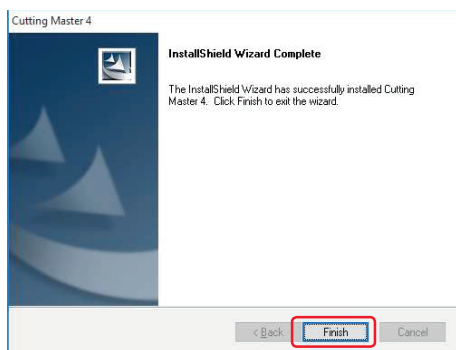 Cutting Master 4
InstallShield Wizard Complete
The InstallShield Wizard has successfully installed Cutting
Master 4. Click Finish to exit the wizard.
< Back
Finish
Cancel